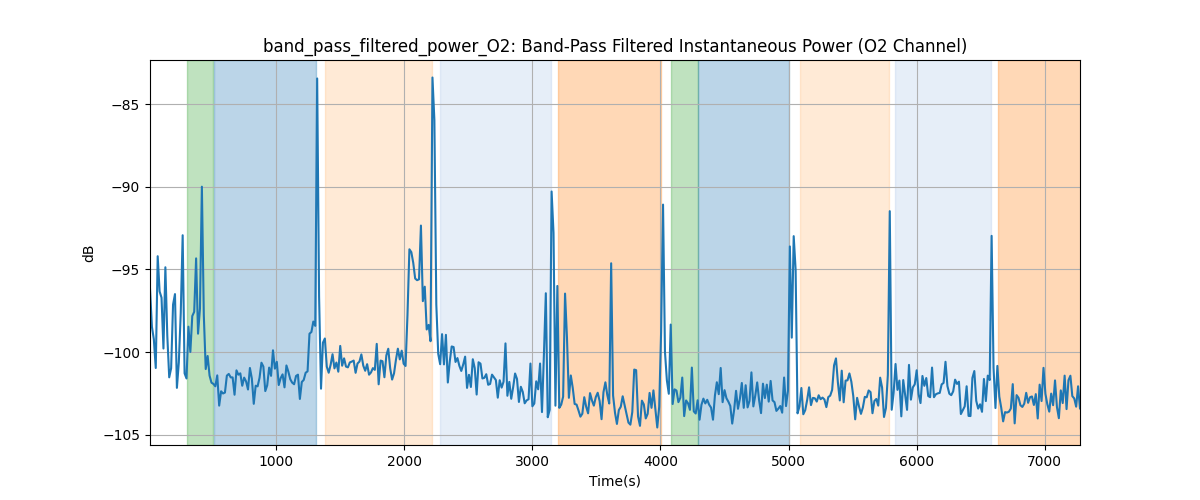 band_pass_filtered_power_O2: Band-Pass Filtered Instantaneous Power (O2 Channel)
−85
−90
−95
−100
−105
dB
1000 2000 3000 4000 5000 6000 7000
Time(s)